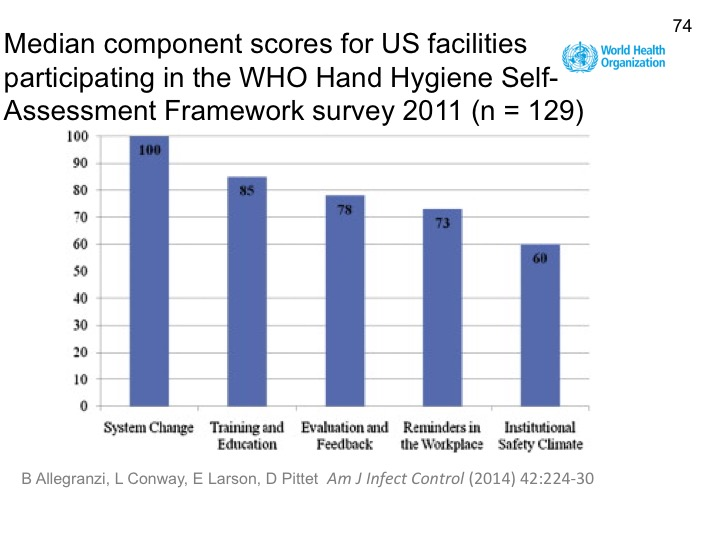 74
Median component scores for US facilities
participating in the WHO Hand Hygiene Self-
Assessment Framework survey 2011 (n = 129)
World Health
Organization
100
90
80
70
60
50
40
30
20
10
0
100
85
78
73
60
System Change
Training and
Education
Evaluation and
Feedback
Reminders in
the Workplace
Institutional
Safety Climate
B Allegranzi, L Conway, E Larson, D Pittet Am J Infect Control (2014) 42:224-30